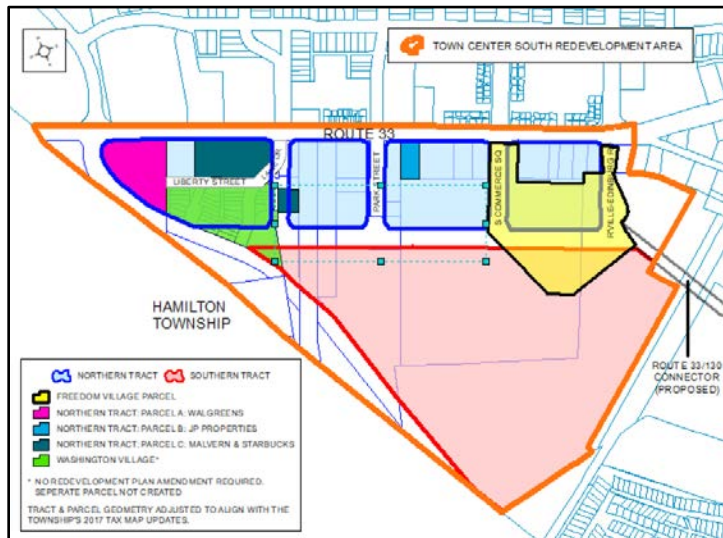 TOWN CENTER SOUTH REDEVELOPMENT AREA
ROUTE 33
LIBERTY STREET
PARK STREET
S COMMERCE SQ
RVILLE-EDINBURG R
HAMILTON
TOWNSHIP
ROUTE 33/130
CONNECTOR
(PROPOSED)
NORTHERN TRACT SOUTHERN TRACT
FREEDOM VILLAGE PARCEL
NORTHERN TRACT: PARCEL A: WALGREENS
NORTHERN TRACT: PARCEL B: JP PROPERTIES
NORTHERN TRACT: PARCEL C: MALVERN & STARBUCKS
WASHINGTON VILLAGE*
* NO REDEVELOPMENT PLAN AMENDMENT REQUIRED.
SEPERATE PARCEL NOT CREATED
TRACT & PARCEL GEOMETRY ADJUSTED TO ALIGN WITH THE
TOWNSHIP'S 2017 TAX MAP UPDATES.